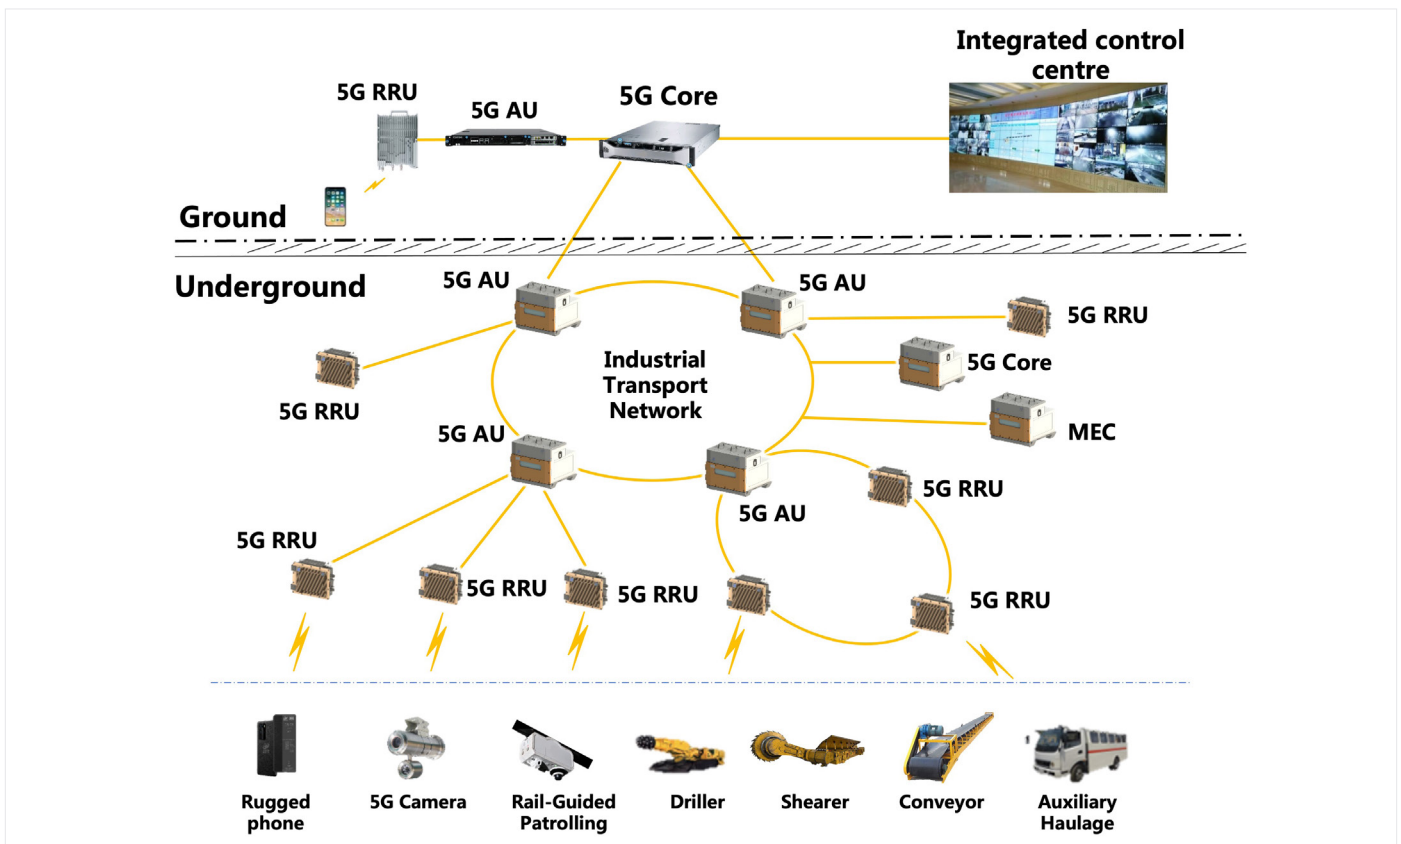 Integrated control
centre
5G RRU
5G AU
5G Core
Ground
Underground
5G AU
5G AU
5G RRU
Industrial
Transport
Network
5G Core
5G RRU
5G AU
MEC
5G RRU
5G AU
5G RRU
5G RRU
5G RRU
5G RRU
Rugged
phone
5G Camera
Rail-Guided
Patrolling
Driller
Shearer
Conveyor
Auxiliary
Haulage